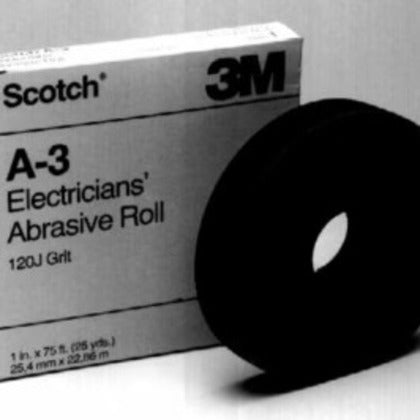 Scotch®
3M
A-3
Electricians'
Abrasive Roll
120J Grit
1 in. x 75 ft. (25 yds.)
25,4 mm x 22,86 m